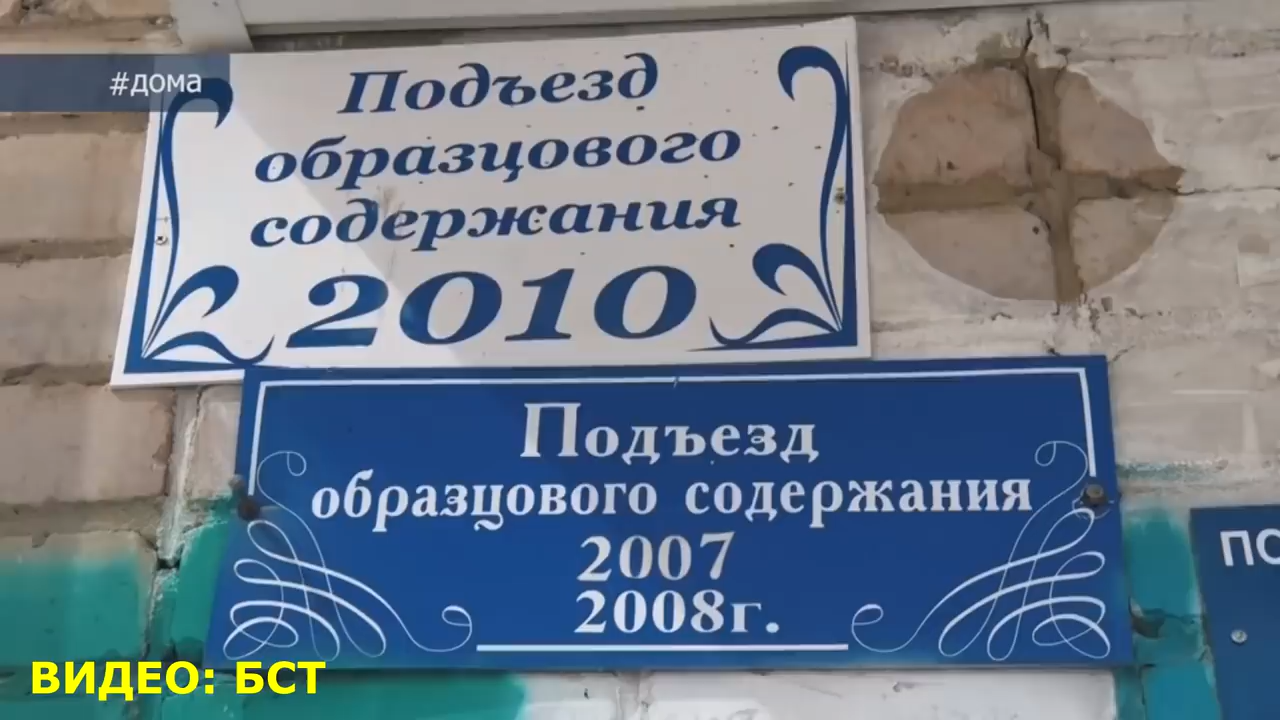 #дома
Подъезд
образцового
содержания
2010
Подъезд
образцового содержания
2007
2008г.
ВИДЕО: БСТ